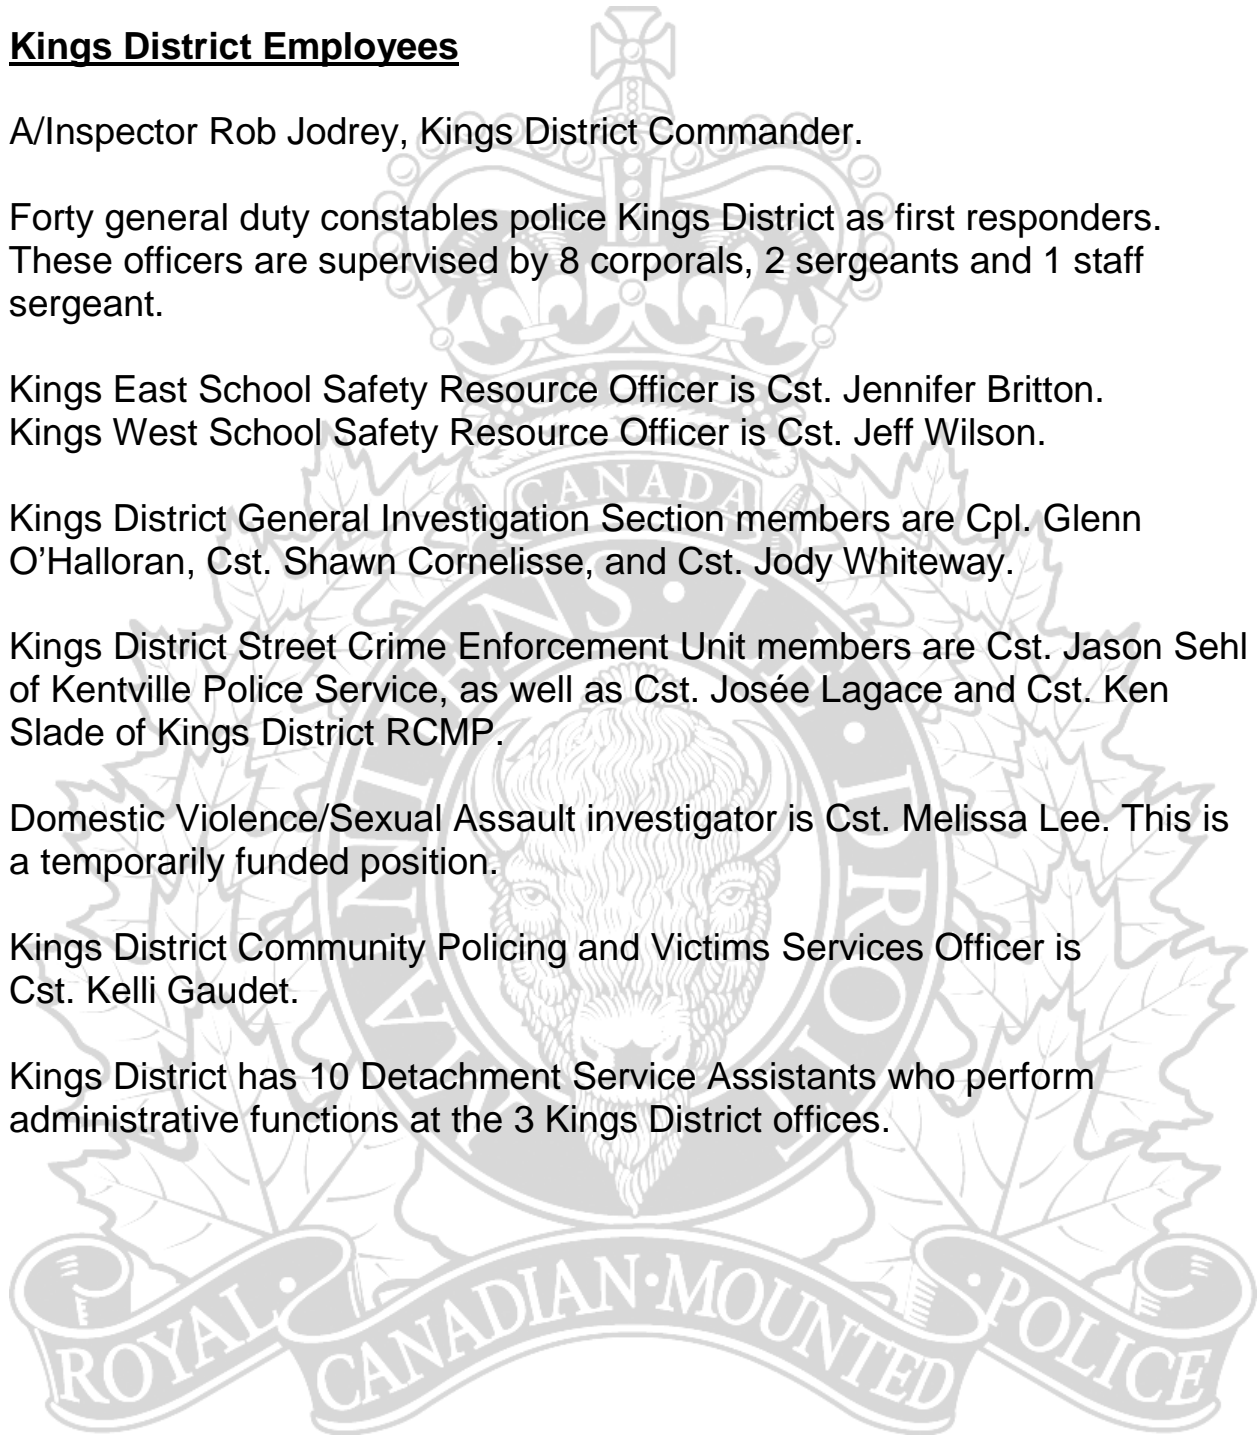 Kings District Employees
A/Inspector Rob Jodrey, Kings District Commander.
Forty general duty constables police Kings District as first responders.
These officers are supervised by 8 corporals, 2 sergeants and 1 staff
sergeant.
Kings East School Safety Resource Officer is Cst. Jennifer Britton.
Kings West School Safety Resource Officer is Cst. Jeff Wilson.
CANADA
Kings District General Investigation Section members are Cpl. Glenn
O’Halloran, Cst. Shawn Cornelisse, and Cst. Jody Whiteway.
MAINTIENS LE DROIT
Kings District Street Crime Enforcement Unit members are Cst. Jason Sehl
of Kentville Police Service, as well as Cst. Josée Lagace and Cst. Ken
Slade of Kings District RCMP.
Domestic Violence/Sexual Assault investigator is Cst. Melissa Lee. This is
a temporarily funded position.
Kings District Community Policing and Victims Services Officer is
Cst. Kelli Gaudet.
Kings District has 10 Detachment Service Assistants who perform
administrative functions at the 3 Kings District offices.
ROYAL · CANADIAN · MOUNTED · POLICE